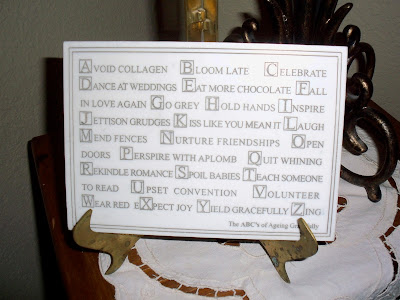 AVOID COLLAGEN BLOOM LATE CELEBRATE
DANCE AT WEDDINGS EAT MORE CHOCOLATE FALL
IN LOVE AGAIN GO GREY HOLD HANDS INSPIRE
JETTISON GRUDGES KISS LIKE YOU MEAN IT LAUGH
MEND FENCES NURTURE FRIENDSHIPS OPEN
DOORS PERSPIRE WITH APLOMB QUIT WHINING
REKINDLE ROMANCE SPOIL BABIES TEACH SOMEONE
TO READ UPSET CONVENTION VOLUNTEER
WEAR RED EXPECT JOY YIELD GRACEFULLY ZING
The ABC's of Ageing Gracefully